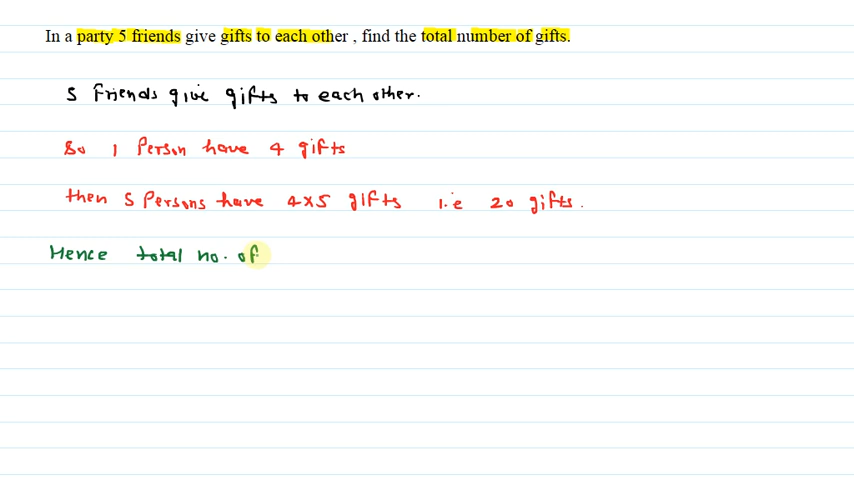 In a party 5 friends give gifts to each other , find the total number of gifts.
5 Friends give gifts to each other.
So 1 Person have 4 gifts
then 5 Persons have 4×5 gifts i.e 20 gifts.
Hence total no. of